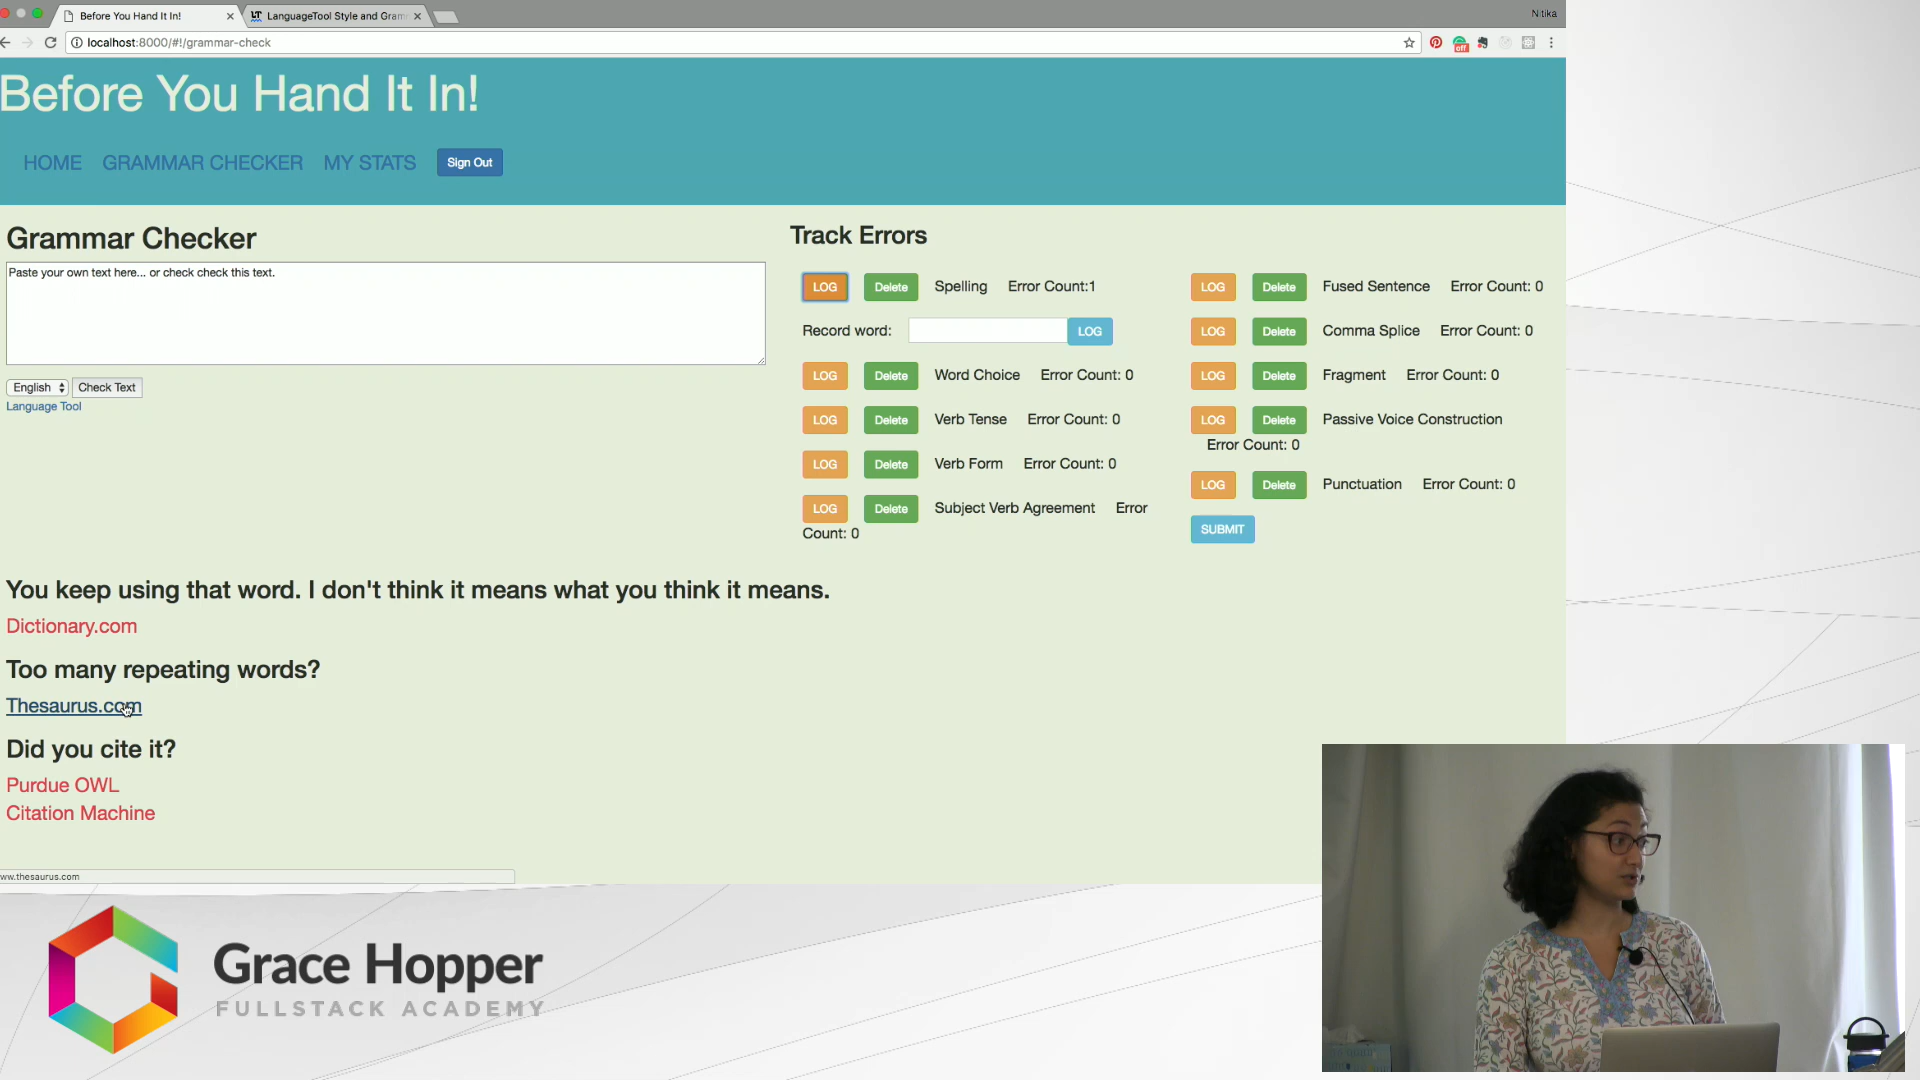 Before You Hand It In!
LanguageTool Style and Gram
Nitika
localhost:8000/#!/grammar-check
off
Before You Hand It In!
HOME GRAMMAR CHECKER MY STATS Sign Out
Grammar Checker
Paste your own text here... or check check this text.
English Check Text
Language Tool
Track Errors
LOG Delete Spelling Error Count:1
Record word: LOG
LOG Delete Word Choice Error Count: 0
LOG Delete Verb Tense Error Count: 0
LOG Delete Verb Form Error Count: 0
LOG Delete Subject Verb Agreement Error
Count: 0
LOG Delete Fused Sentence Error Count: 0
LOG Delete Comma Splice Error Count: 0
LOG Delete Fragment Error Count: 0
LOG Delete Passive Voice Construction
Error Count: 0
LOG Delete Punctuation Error Count: 0
SUBMIT
You keep using that word. I don't think it means what you think it means.
Dictionary.com
Too many repeating words?
Thesaurus.com
Did you cite it?
Purdue OWL
Citation Machine
ww.thesaurus.com
Grace Hopper
FULLSTACK ACADEMY